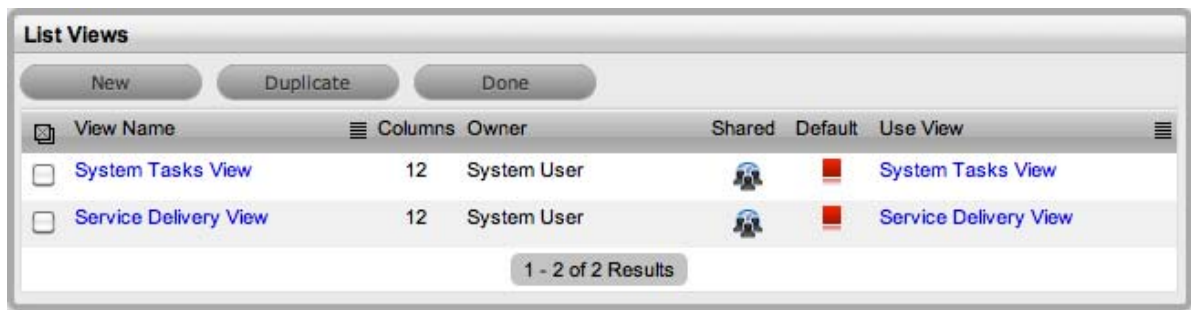 List Views
New Duplicate Done
View Name Columns Owner Shared Default Use View
System Tasks View 12 System User System Tasks View
Service Delivery View 12 System User Service Delivery View
1 - 2 of 2 Results